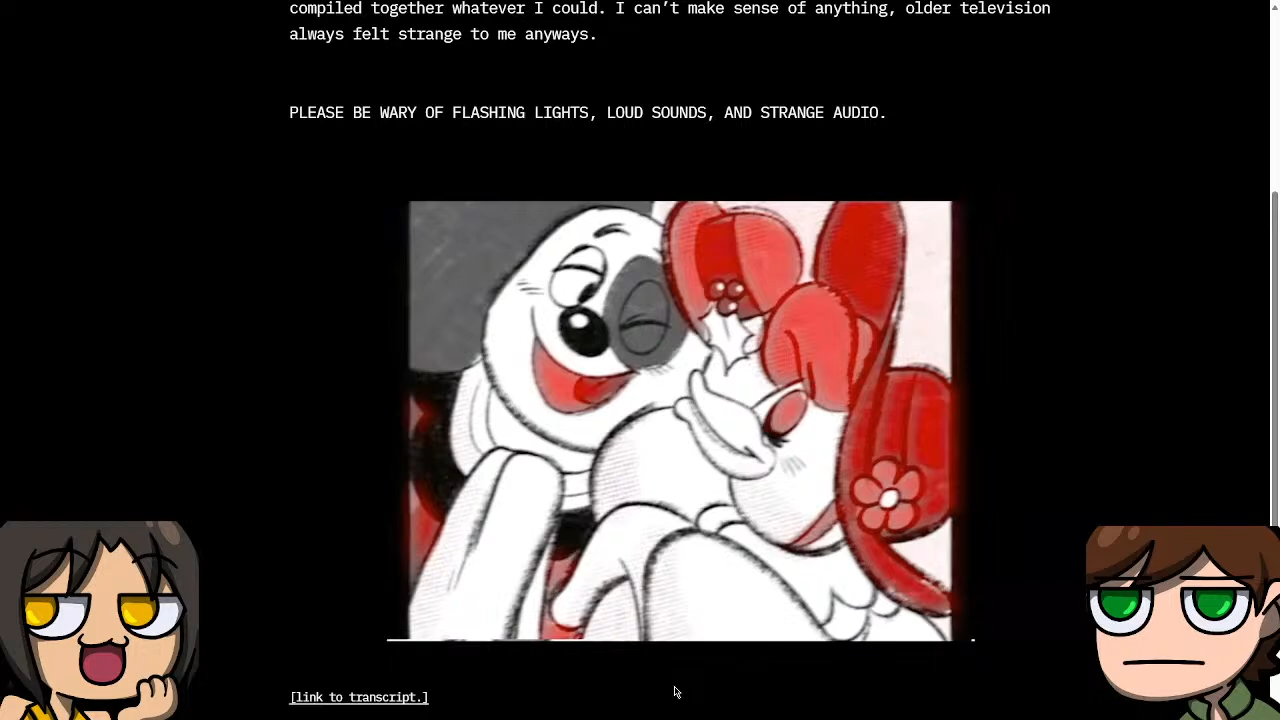 compiled together whatever I could. I can’t make sense of anything, older television
always felt strange to me anyways.
PLEASE BE WARY OF FLASHING LIGHTS, LOUD SOUNDS, AND STRANGE AUDIO.
[link to transcript.]